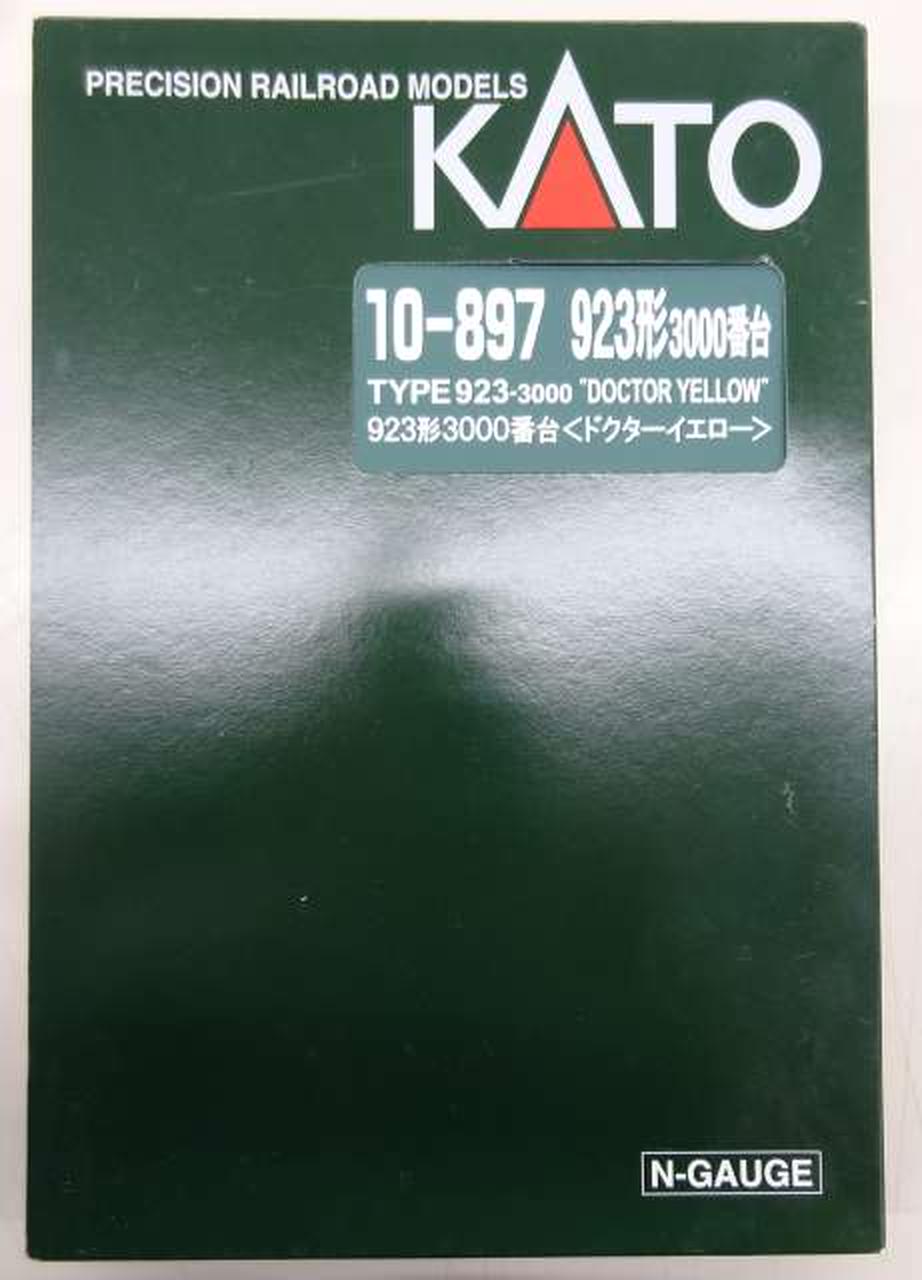 PRECISION RAILROAD MODELS
KATO
10-897 923形3000番台
TYPE 923-3000 "DOCTOR YELLOW"
923形3000番台<ドクターイエロー>
N-GAUGE